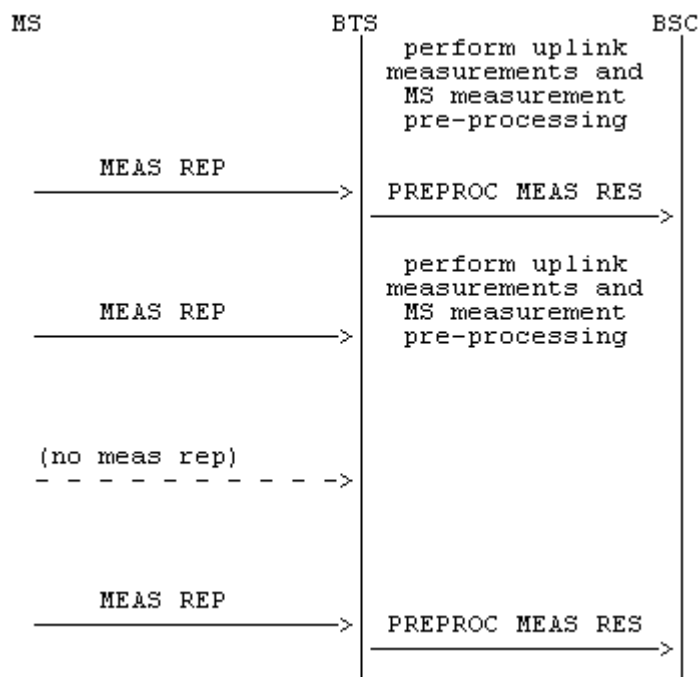 MS BTS BSC
perform uplink
measurements and
MS measurement
pre-processing
MEAS REP
PREPROC MEAS RES
perform uplink
measurements and
MS measurement
pre-processing
MEAS REP
(no meas rep)
MEAS REP
PREPROC MEAS RES